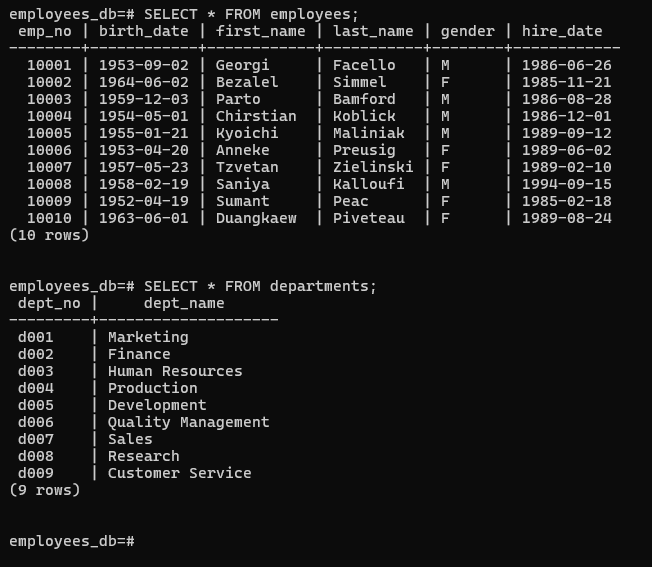 employees_db=# SELECT * FROM employees;
 emp_no | birth_date | first_name | last_name | gender | hire_date
--------+------------+------------+-----------+--------+------------
  10001 | 1953-09-02 | Georgi     | Facello   | M      | 1986-06-26
  10002 | 1964-06-02 | Bezalel    | Simmel    | F      | 1985-11-21
  10003 | 1959-12-03 | Parto      | Bamford   | M      | 1986-08-28
  10004 | 1954-05-01 | Chirstian  | Koblick   | M      | 1986-12-01
  10005 | 1955-01-21 | Kyoichi    | Maliniak  | M      | 1989-09-12
  10006 | 1953-04-20 | Anneke     | Preusig   | F      | 1989-06-02
  10007 | 1957-05-23 | Tzvetan    | Zielinski | F      | 1989-02-10
  10008 | 1958-02-19 | Saniya     | Kalloufi  | M      | 1994-09-15
  10009 | 1952-04-19 | Sumant     | Peac      | F      | 1985-02-18
  10010 | 1963-06-01 | Duangkaew  | Piveteau  | F      | 1989-08-24
(10 rows)
employees_db=# SELECT * FROM departments;
 dept_no |     dept_name
---------+--------------------
 d001    | Marketing
 d002    | Finance
 d003    | Human Resources
 d004    | Production
 d005    | Development
 d006    | Quality Management
 d007    | Sales
 d008    | Research
 d009    | Customer Service
(9 rows)
employees_db=#